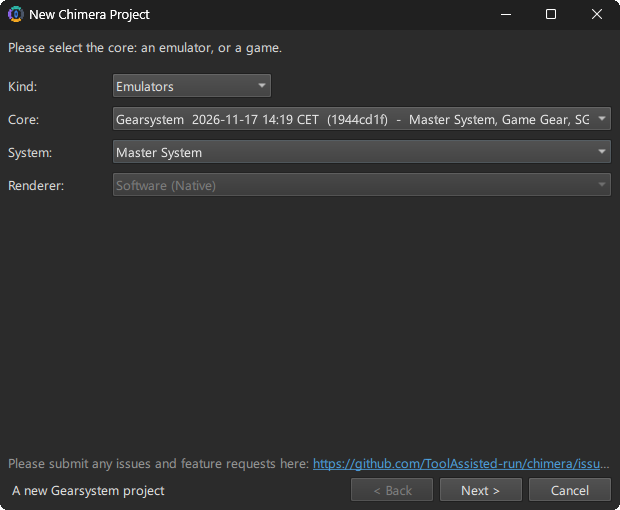 New Chimera Project
Please select the core: an emulator, or a game.
Kind: Emulators
Core: Gearsystem 2026-11-17 14:19 CET (1944cd1f) - Master System, Game Gear, SG
System: Master System
Renderer: Software (Native)
Please submit any issues and feature requests here: https://github.com/ToolAssisted-run/chimera/issu...
A new Gearsystem project < Back Next > Cancel